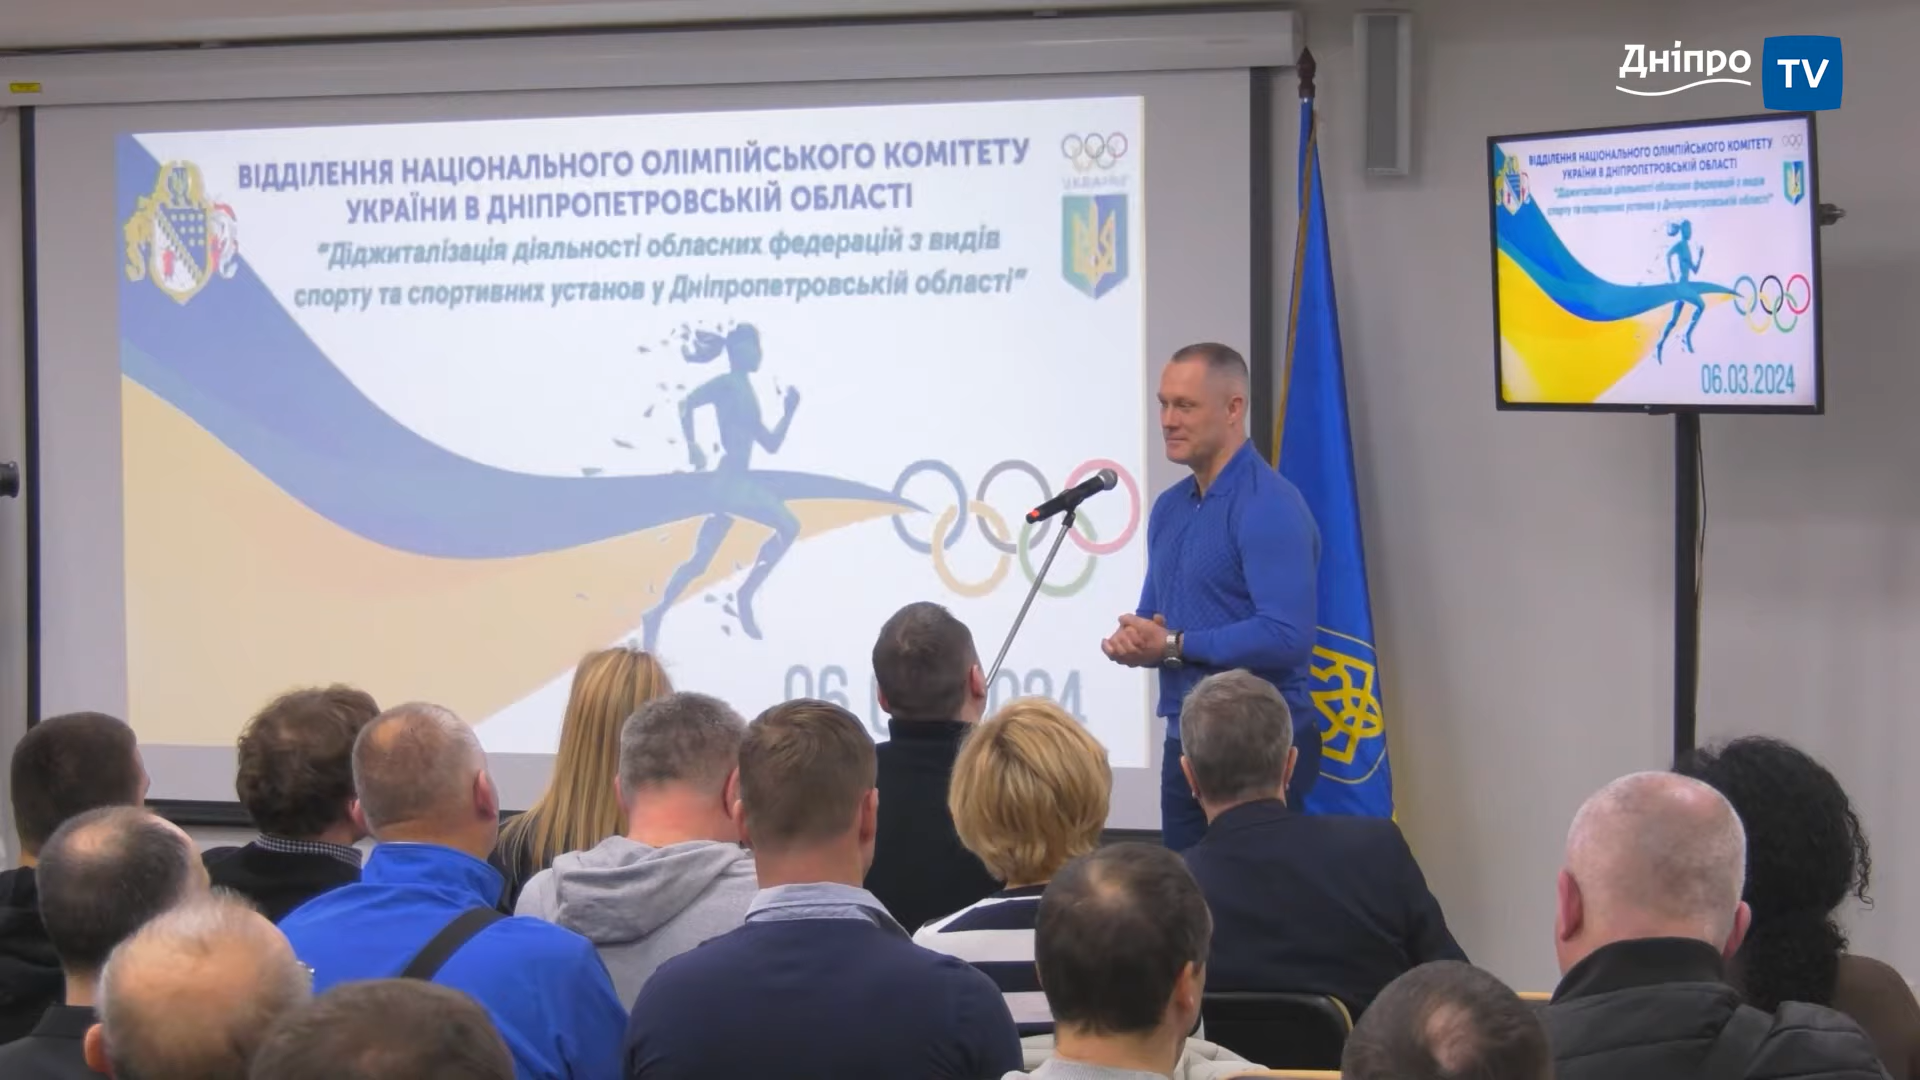 Дніпро TV
ВІДДІЛЕННЯ НАЦІОНАЛЬНОГО ОЛІМПІЙСЬКОГО КОМІТЕТУ
УКРАЇНИ В ДНІПРОПЕТРОВСЬКІЙ ОБЛАСТІ
"Діджиталізація діяльності обласних федерацій з видів
спорту та спортивних установ у Дніпропетровській області"
UKRAINE
ВІДДІЛЕННЯ НАЦІОНАЛЬНОГО ОЛІМПІЙСЬКОГО КОМІТЕТУ
УКРАЇНИ В ДНІПРОПЕТРОВСЬКІЙ ОБЛАСТІ
"Діджиталізація діяльності обласних федерацій з видів
спорту та спортивних установ у Дніпропетровській області"
06.03.2024